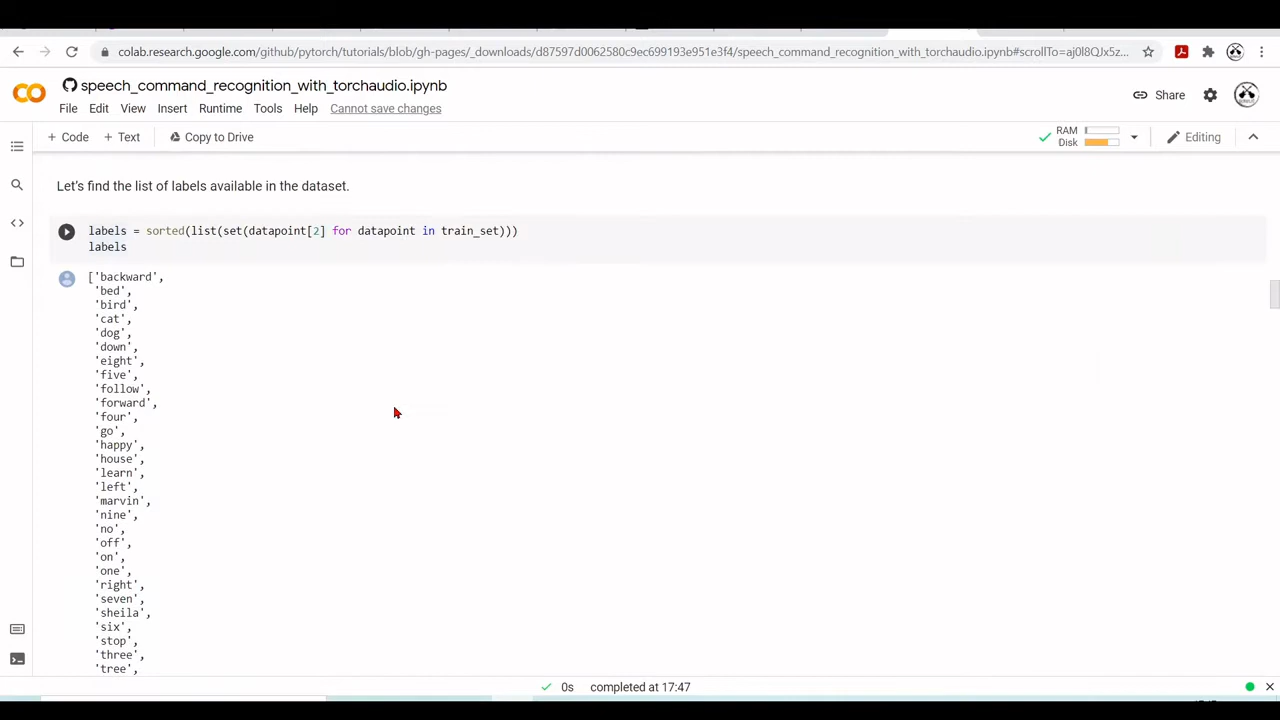 colab.research.google.com/github/pytorch/tutorials/blob/gh-pages/_downloads/d87597d0062580c9ec699193e951e3f4/speech_command_recognition_with_torchaudio.ipynb#scrollTo=aj0l8QJx5z...
speech_command_recognition_with_torchaudio.ipynb
File Edit View Insert Runtime Tools Help Cannot save changes
Share
+ Code + Text Copy to Drive
RAM
Disk
Editing
Let's find the list of labels available in the dataset.
labels = sorted(list(set(datapoint[2] for datapoint in train_set)))
labels
['backward',
'bed',
'bird',
'cat',
'dog',
'down',
'eight',
'five',
'follow',
'forward',
'four',
'go',
'happy',
'house',
'learn',
'left',
'marvin',
'nine',
'no',
'off',
'on',
'one',
'right',
'seven',
'sheila',
'six',
'stop',
'three',
'tree',
0s completed at 17:47